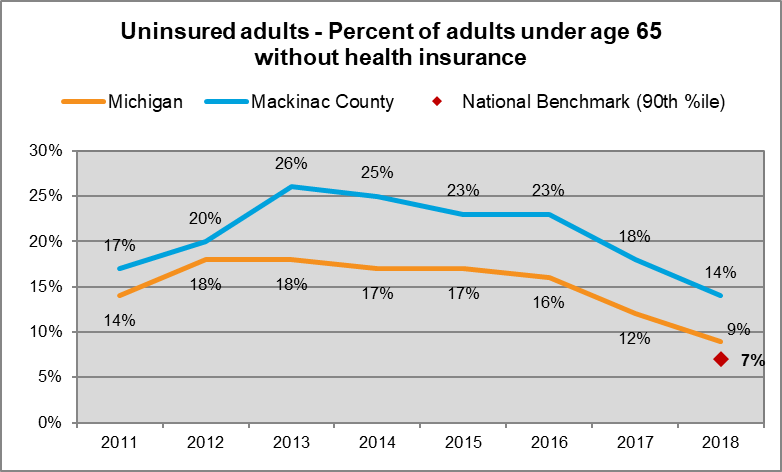 Uninsured adults - Percent of adults under age 65
without health insurance
Michigan Mackinac County National Benchmark (90th %ile)
30%
25%
20%
15%
10%
5%
0%
17% 20% 26% 25% 23% 23% 18% 14%
14% 18% 18% 17% 17% 16% 12% 9%
7%
2011 2012 2013 2014 2015 2016 2017 2018